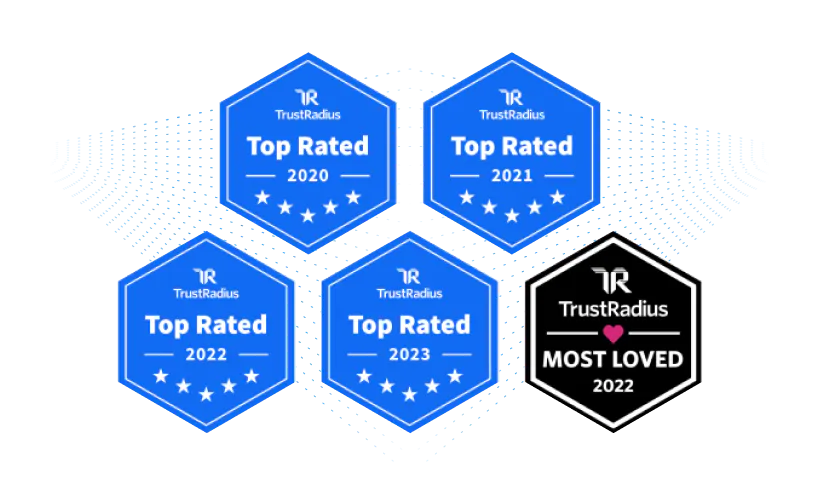 TR
TrustRadius
Top Rated
2020
TR
TrustRadius
Top Rated
2021
TR
TrustRadius
Top Rated
2022
TR
TrustRadius
Top Rated
2023
TR
TrustRadius
MOST LOVED
2022